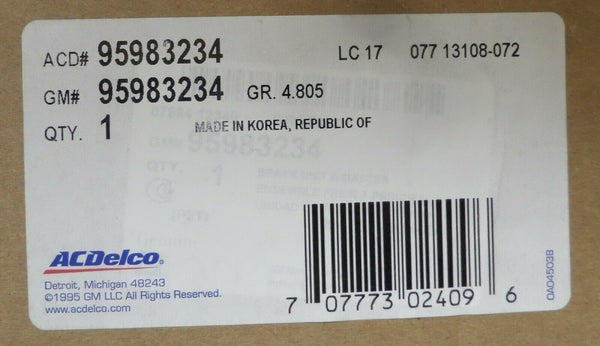 ACD# 95983234 LC 17 077 13108-072
GM# 95983234 GR. 4.805
QTY. 1 MADE IN KOREA, REPUBLIC OF
95983234
QTY.
1
ACDelco
Detroit, Michigan 48243
©1995 GM LLC All Rights Reserved.
www.acdelco.com
7 07773 02409 6
0A04503B